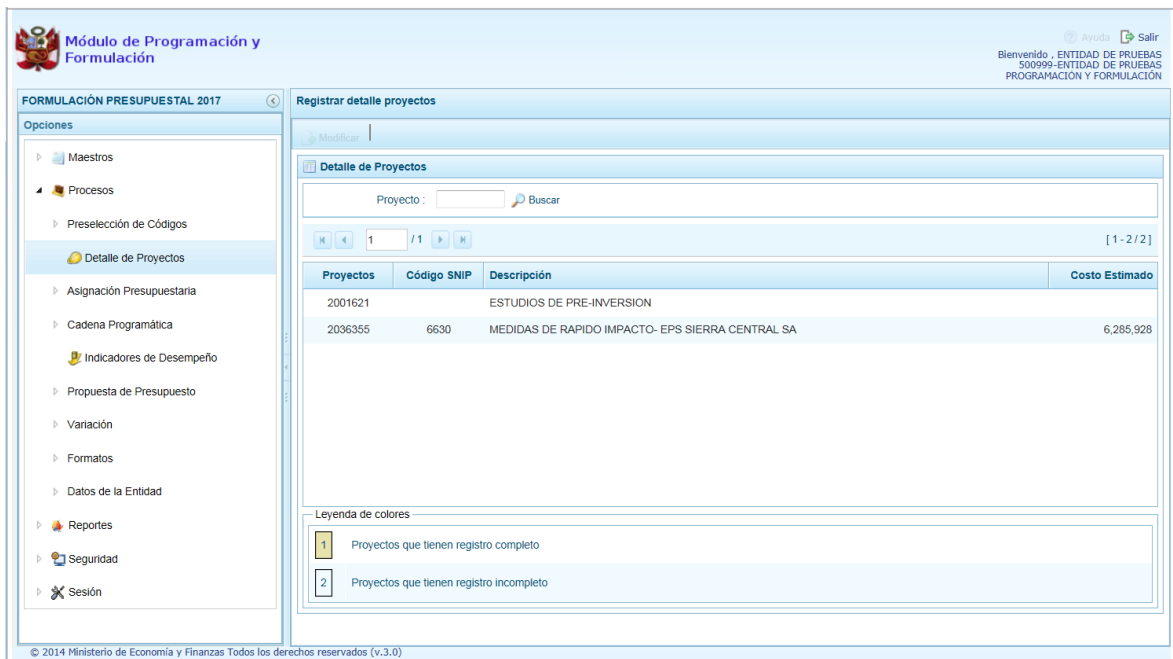 Módulo de Programación y
Formulación
Ayuda Salir
Bienvenido , ENTIDAD DE PRUEBAS
500999-ENTIDAD DE PRUEBAS
PROGRAMACIÓN Y FORMULACIÓN
FORMULACIÓN PRESUPUESTAL 2017
Opciones
Maestros
Procesos
Preselección de Códigos
Detalle de Proyectos
Asignación Presupuestaria
Cadena Programática
Indicadores de Desempeño
Propuesta de Presupuesto
Variación
Formatos
Datos de la Entidad
Reportes
Seguridad
Sesión
Registrar detalle proyectos
Modificar
Detalle de Proyectos
Proyecto : Buscar
1 / 1 [ 1 - 2 / 2 ]
Proyectos Código SNIP Descripción Costo Estimado
2001621 ESTUDIOS DE PRE-INVERSION
2036355 6630 MEDIDAS DE RAPIDO IMPACTO- EPS SIERRA CENTRAL SA 6,285,928
Leyenda de colores
1 Proyectos que tienen registro completo
2 Proyectos que tienen registro incompleto
© 2014 Ministerio de Economía y Finanzas Todos los derechos reservados (v.3.0)